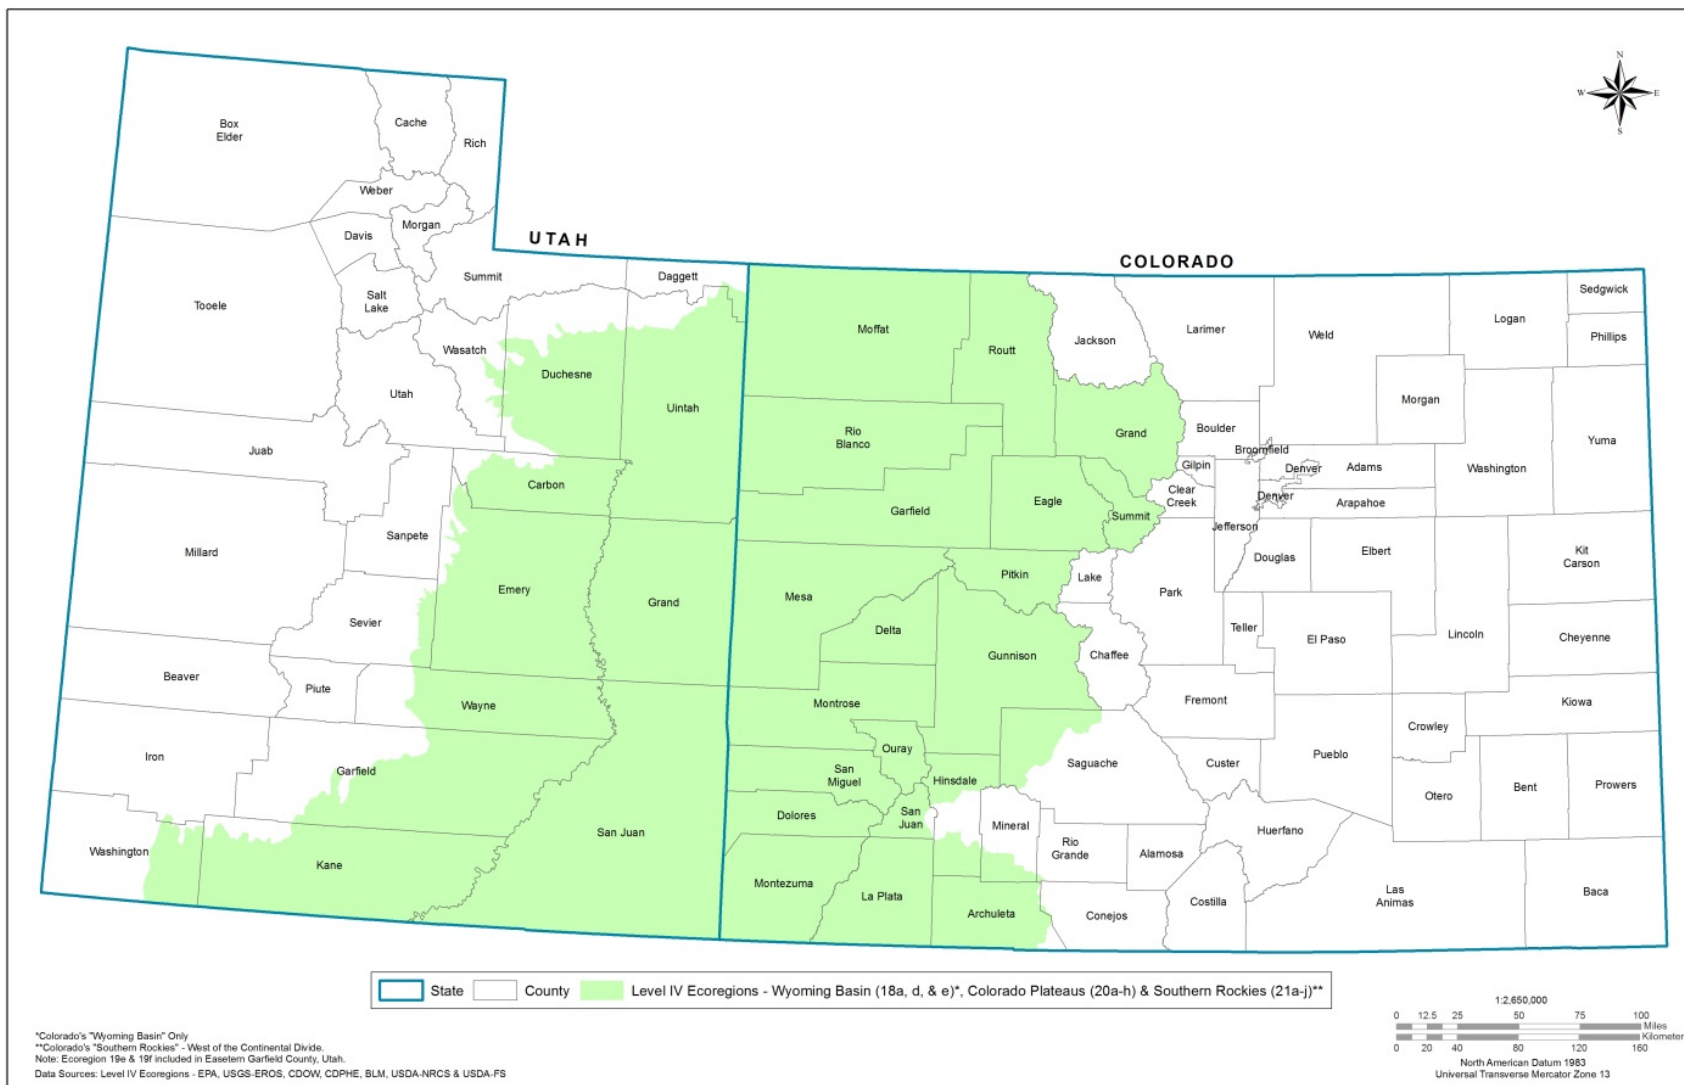 N
W
E
S
UTAH
COLORADO
Box
Elder
Cache
Rich
Weber
Morgan
Davis
Summit
Daggett
Salt
Lake
Tooele
Wasatch
Duchesne
Uintah
Utah
Juab
Carbon
Sanpete
Millard
Emery
Grand
Sevier
Beaver
Piute
Wayne
Iron
Garfield
Washington
Kane
San Juan
Moffat
Routt
Jackson
Larimer
Weld
Logan
Sedgwick
Phillips
Morgan
Rio
Blanco
Grand
Boulder
Broomfield
Gilpin
Denver
Adams
Washington
Yuma
Clear
Creek
Denver
Arapahoe
Garfield
Eagle
Summit
Jefferson
Douglas
Elbert
Kit
Carson
Mesa
Pitkin
Lake
Park
Delta
Teller
El Paso
Lincoln
Cheyenne
Gunnison
Chaffee
Montrose
Fremont
Kiowa
Crowley
Ouray
Saguache
Custer
Pueblo
San
Miguel
Hinsdale
Otero
Bent
Prowers
Dolores
San
Juan
Mineral
Rio
Grande
Alamosa
Huerfano
Montezuma
La Plata
Archuleta
Conejos
Costilla
Las
Animas
Baca
State
County
Level IV Ecoregions - Wyoming Basin (18a, d, & e)*, Colorado Plateaus (20a-h) & Southern Rockies (21a-j)**
1:2,650,000
0 12.5 25 50 75 100
Miles
Kilometer
0 20 40 80 120 160
North American Datum 1983
Universal Transverse Mercator Zone 13
*Colorado's "Wyoming Basin" Only
**Colorado's "Southern Rockies" - West of the Continental Divide.
Note: Ecoregion 19e & 19f included in Easetern Garfield County, Utah.
Data Sources: Level IV Ecoregions - EPA, USGS-EROS, CDOW, CDPHE, BLM, USDA-NRCS & USDA-FS